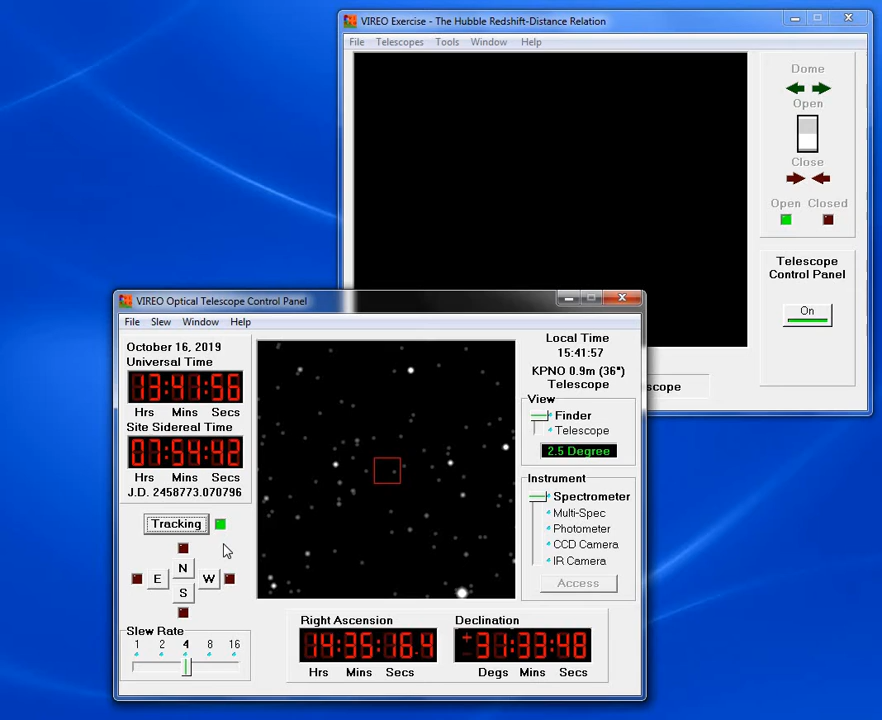 VIREO Exercise - The Hubble Redshift-Distance Relation
File Telescopes Tools Window Help
Dome
Open
Close
Open Closed
Telescope
Control Panel
On
scope
VIREO Optical Telescope Control Panel
File Slew Window Help
October 16, 2019
Universal Time
13:41:56
Hrs Mins Secs
Site Sidereal Time
07:54:42
Hrs Mins Secs
J.D. 2458773.070796
Tracking
N
E W
S
Slew Rate
1 2 4 8 16
Local Time
15:41:57
KPNO 0.9m (36")
Telescope
View
Finder
Telescope
2.5 Degree
Instrument
Spectrometer
Multi-Spec
Photometer
CCD Camera
IR Camera
Access
Right Ascension Declination
14:35:16.4 +31:33:48
Hrs Mins Secs Degs Mins Secs